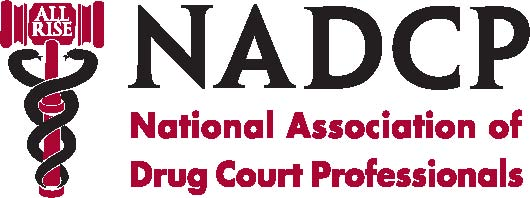 ALL
RISE
NADCP
National Association of
Drug Court Professionals